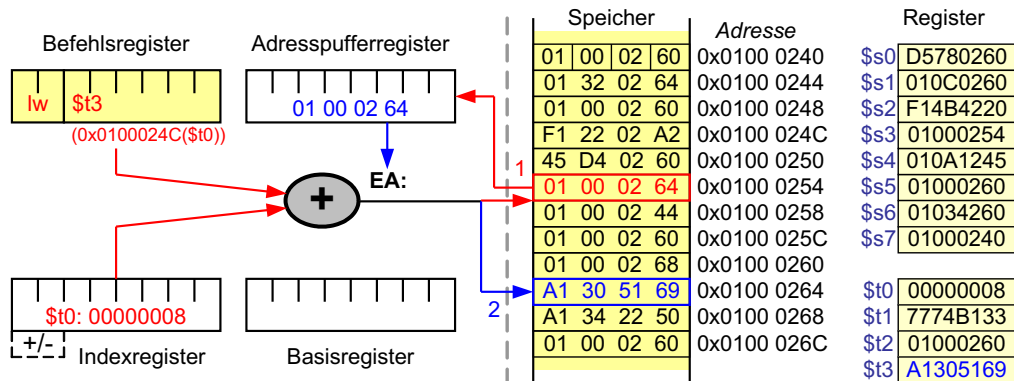 Speicher
Adresse
Register
Befehlsregister
Adresspufferregister
lw $t3
(0x0100024C($t0))
01 00 02 64
EA:
+
1
2
01 00 02 60 0x0100 0240 $s0 D5780260
01 32 02 64 0x0100 0244 $s1 010C0260
01 00 02 60 0x0100 0248 $s2 F14B4220
F1 22 02 A2 0x0100 024C $s3 01000254
45 D4 02 60 0x0100 0250 $s4 010A1245
01 00 02 64 0x0100 0254 $s5 01000260
01 00 02 44 0x0100 0258 $s6 01034260
01 00 02 60 0x0100 025C $s7 01000240
01 00 02 68 0x0100 0260
A1 30 51 69 0x0100 0264 $t0 00000008
A1 34 22 50 0x0100 0268 $t1 7774B133
01 00 02 60 0x0100 026C $t2 01000260
$t3 A1305169
$t0: 00000008
+/-
Indexregister
Basisregister